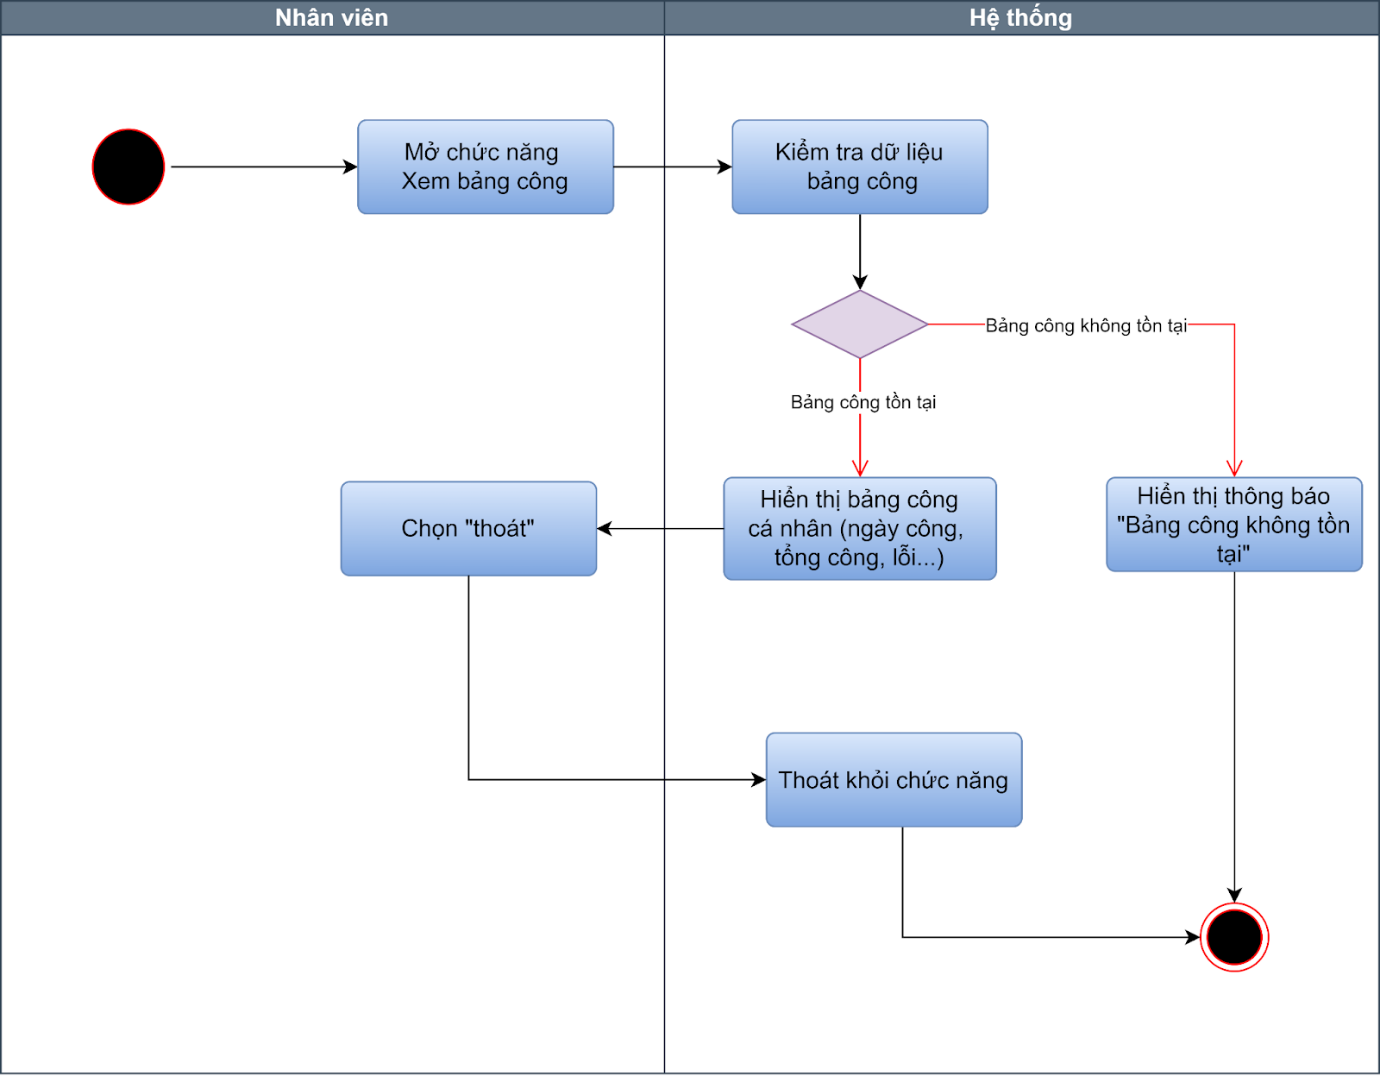 Nhân viên
Hệ thống
Mở chức năng
Xem bảng công
Kiểm tra dữ liệu
bảng công
Bảng công không tồn tại
Bảng công tồn tại
Chọn "thoát"
Hiển thị bảng công
cá nhân (ngày công,
tổng công, lỗi...)
Hiển thị thông báo
"Bảng công không tồn
tại"
Thoát khỏi chức năng